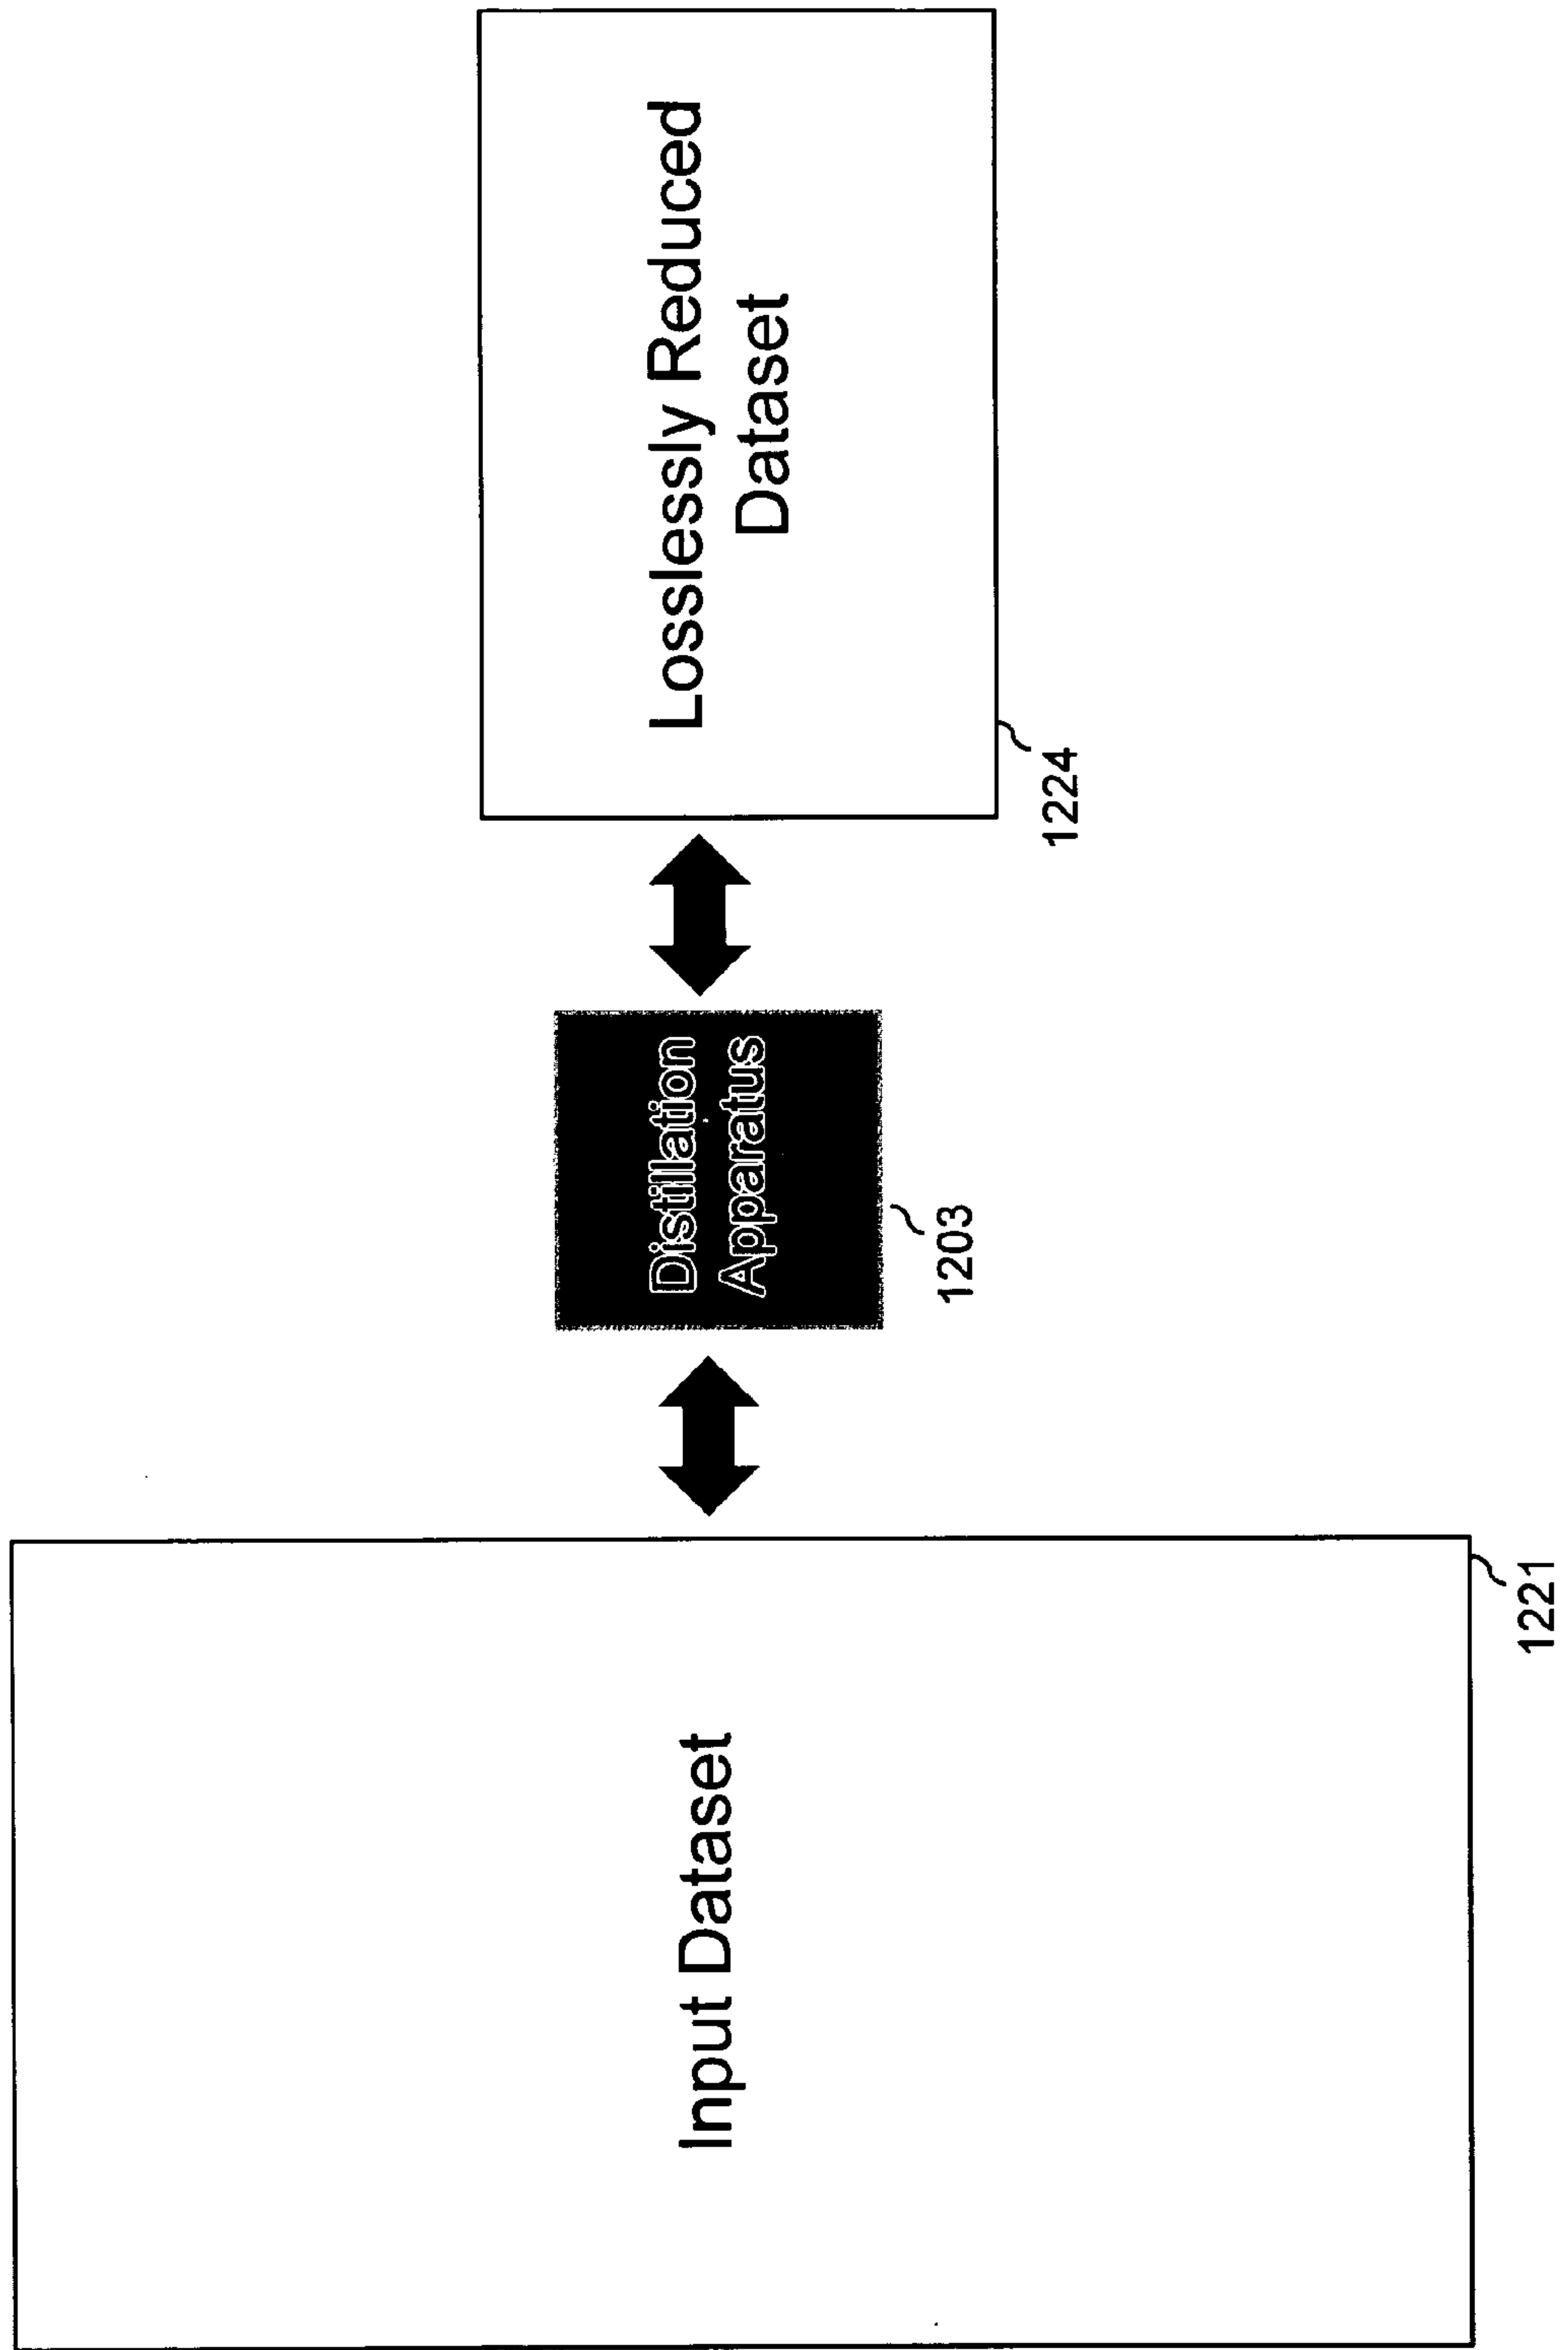 Input Dataset
1221
Distillation
Apparatus
1203
Losslessly Reduced
Dataset
1224